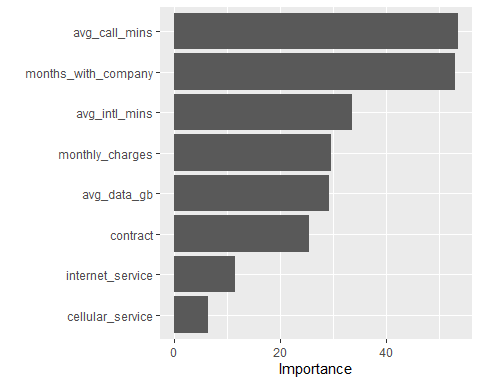 avg_call_mins
months_with_company
avg_intl_mins
monthly_charges
avg_data_gb
contract
internet_service
cellular_service
0 20 40
Importance